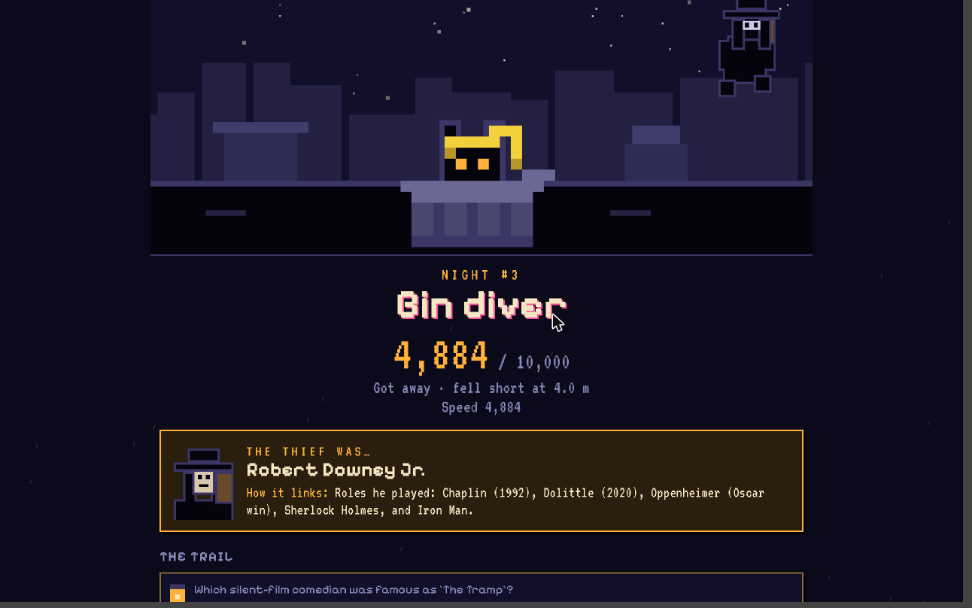 NIGHT #3
Bin diver
4,884 / 10,000
Got away · fell short at 4.0 m
Speed 4,884
THE THIEF WAS…
Robert Downey Jr.
How it links: Roles he played: Chaplin (1992), Dolittle (2020), Oppenheimer (Oscar
win), Sherlock Holmes, and Iron Man.
THE TRAIL
Which silent-film comedian was famous as 'The Tramp'?